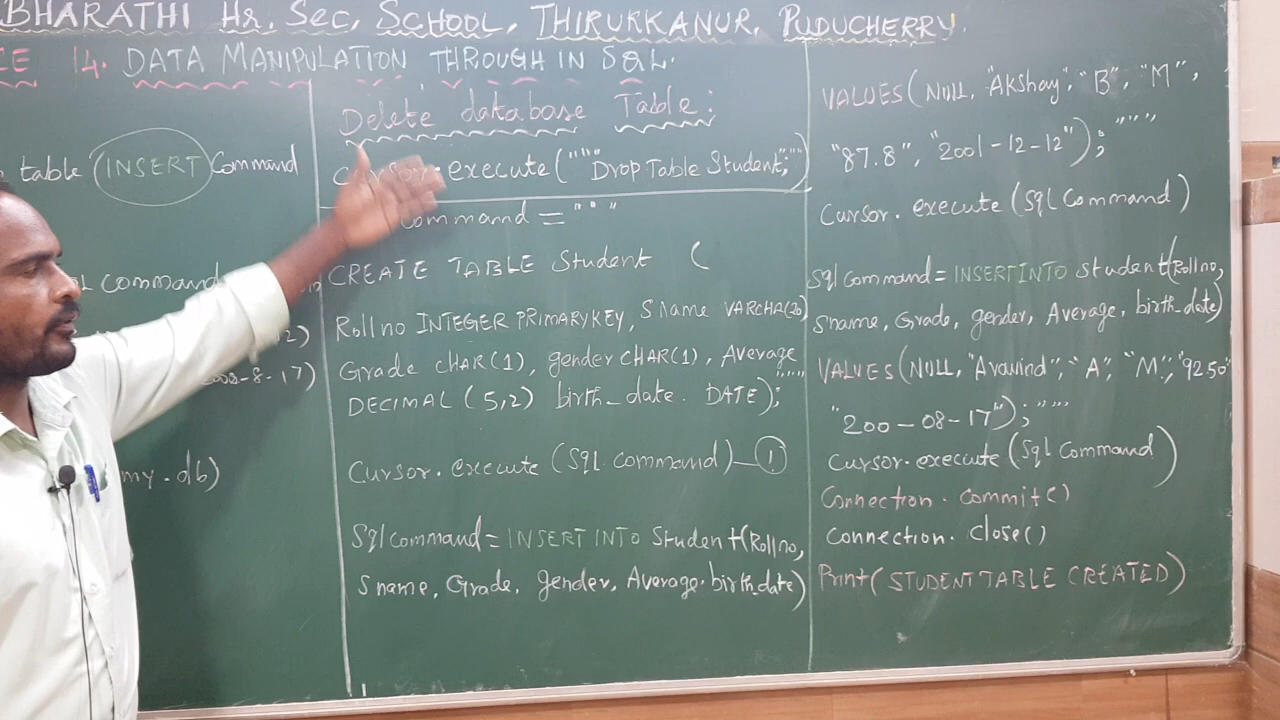 BHARATHI Hr. Sec, SCHOOL, THIRUKKANUR, PUDUCHERRY.
CE 14. DATA MANIPULATION THROUGH IN SQL.
table INSERT Command
command
2)
-8-17)
my.db)
Delete database Table:
Cursor.execute("""Drop Table Student;"")
Command = """
CREATE TABLE Student (
Rollno INTEGER PRIMARYKEY, Sname VARCHA(20)
Grade CHAR(1), gender CHAR(1), Average
DECIMAL (5,2) birth_date. DATE);"""
Cursor.execute (Sql command) — 1
Sql command = INSERT INTO Student(Rollno,
Sname, Grade, gender, Average. birth_date)
VALUES(NULL, "Akshay", "B", "M",
"87.8", "2001-12-12");"""
Cursor.execute (Sql Command)
Sql Command = INSERT INTO student(Rollno,
Sname, Grade, gender, Average, birth_date)
VALUES (NULL, "Aravind", "A", "M", "92.50"
"200-08-17");"""
Cursor.execute (Sql Command)
Connection.commit()
Connection.close()
Print( STUDENT TABLE CREATED)